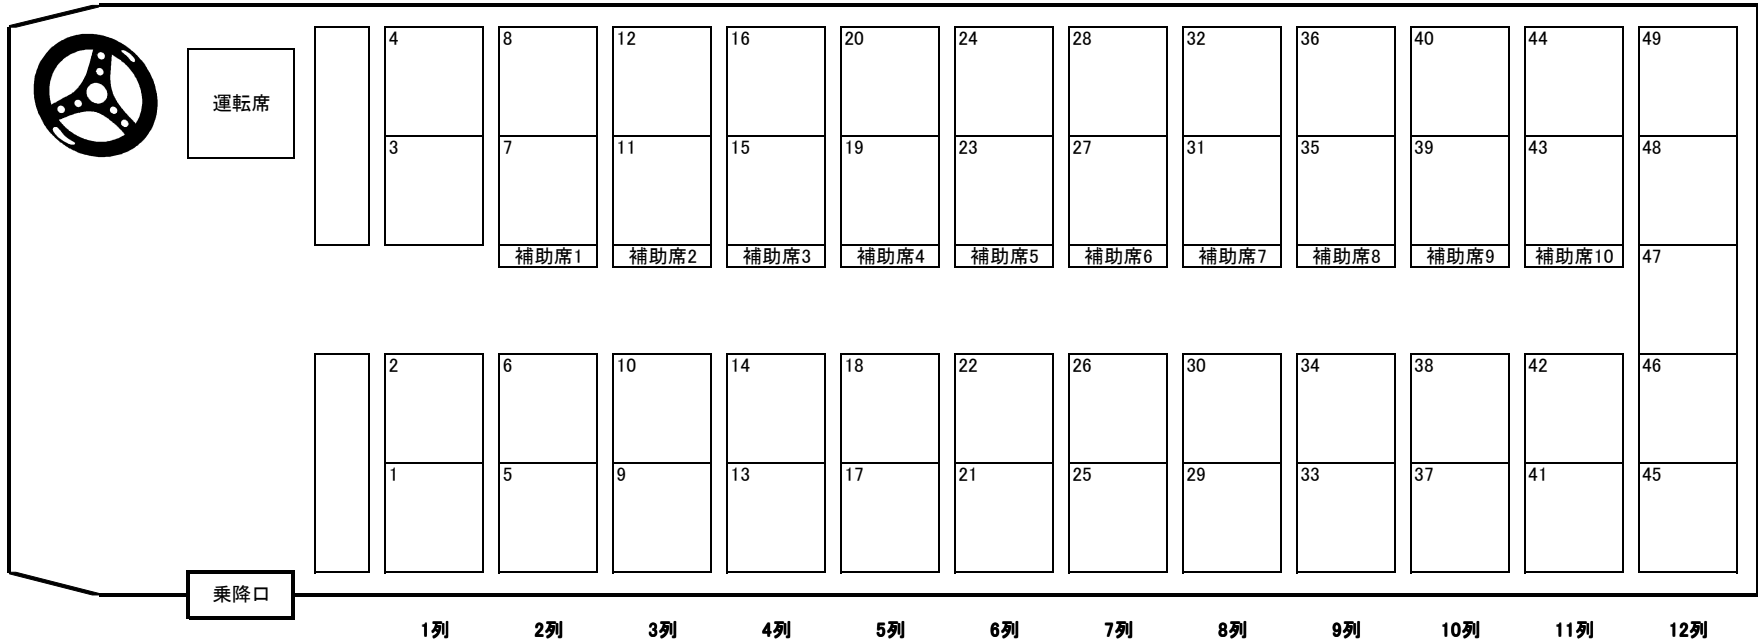 4 8 12 16 20 24 28 32 36 40 44 49
運転席
3 7 11 15 19 23 27 31 35 39 43 48
補助席1 補助席2 補助席3 補助席4 補助席5 補助席6 補助席7 補助席8 補助席9 補助席10 47
2 6 10 14 18 22 26 30 34 38 42 46
1 5 9 13 17 21 25 29 33 37 41 45
乗降口
1列 2列 3列 4列 5列 6列 7列 8列 9列 10列 11列 12列